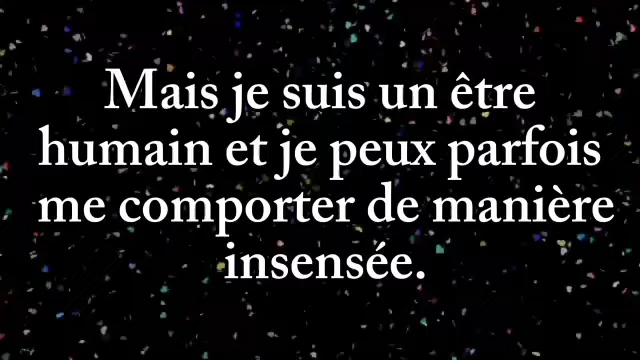 Mais je suis un être
humain et je peux parfois
me comporter de manière
insensée.